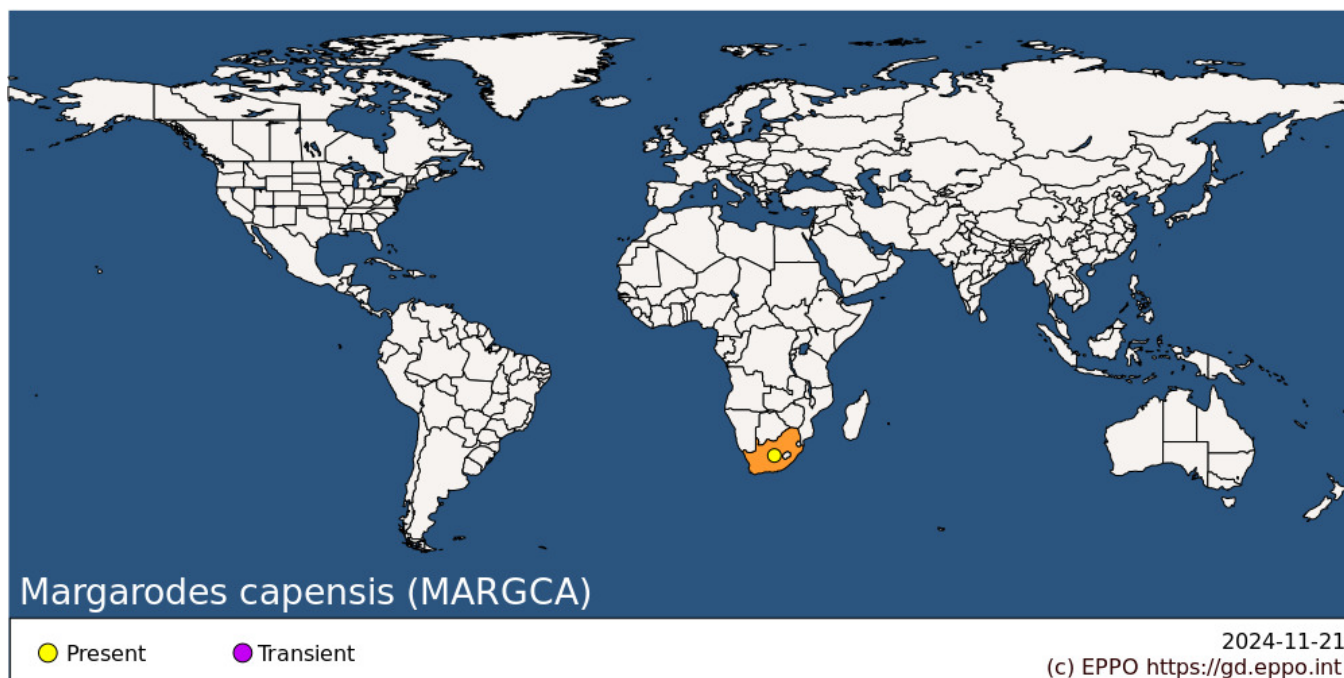 Margarodes capensis (MARGCA)
Present
Transient
2024-11-21
(c) EPPO https://gd.eppo.int